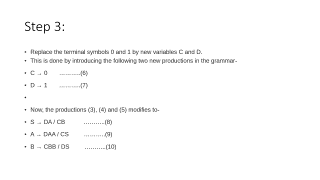 Step 3:
• Replace the terminal symbols 0 and 1 by new variables C and D.
• This is done by introducing the following two new productions in the grammar-
• C → 0 ………..(6)
• D → 1 ………..(7)
•
• Now, the productions (3), (4) and (5) modifies to-
• S → DA / CB ………..(8)
• A → DAA / CS ………..(9)
• B → CBB / DS ………..(10)